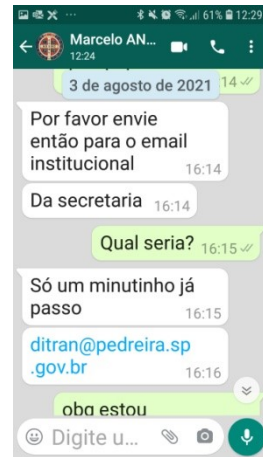 61% 12:29
Marcelo AN...
12:24
3 de agosto de 2021
14
Por favor envie
então para o email
institucional
16:14
Da secretaria 16:14
Qual seria? 16:15
Só um minutinho já
passo
16:15
ditran@pedreira.sp
.gov.br
16:16
obg estou
Digite u...